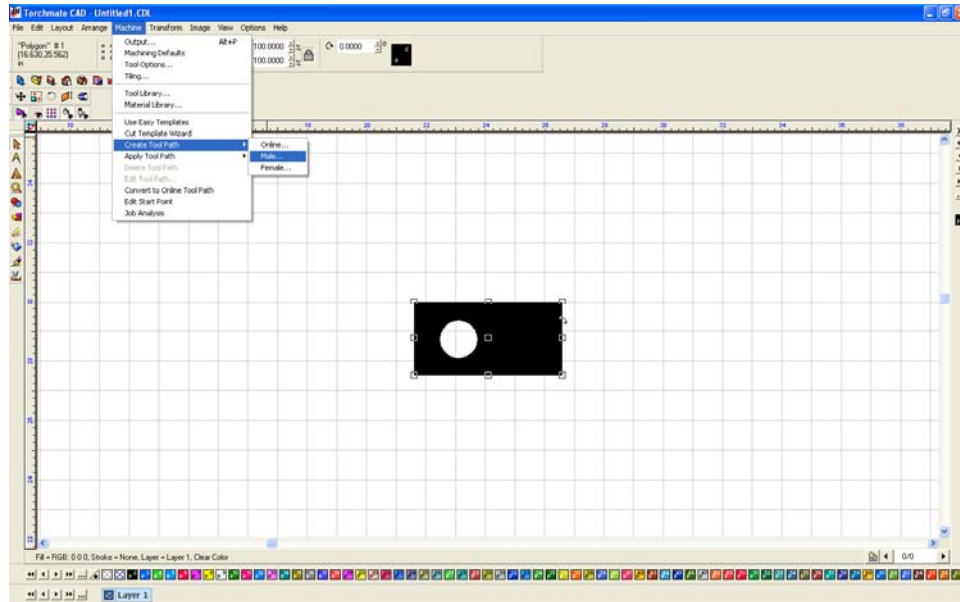 Torchmate CAD - Untitled1.CDL
File Edit Layout Arrange Machine Transform Image View Options Help
"Polygon" # 1
(16.630,25.562)
in
100.0000 %
100.0000 %
0.0000
Output... Alt+P
Machining Defaults
Tool Options...
Tiling...
Tool Library...
Material Library...
Use Easy Templates
Cut Template Wizard
Create Tool Path
Apply Tool Path
Delete Tool Path
Edit Tool Path...
Convert to Online Tool Path
Edit Start Point
Job Analysis
Online...
Male...
Female...
Fill = RGB: 0 0 0, Stroke = None, Layer = Layer 1, Clear Color
0/0
Layer 1